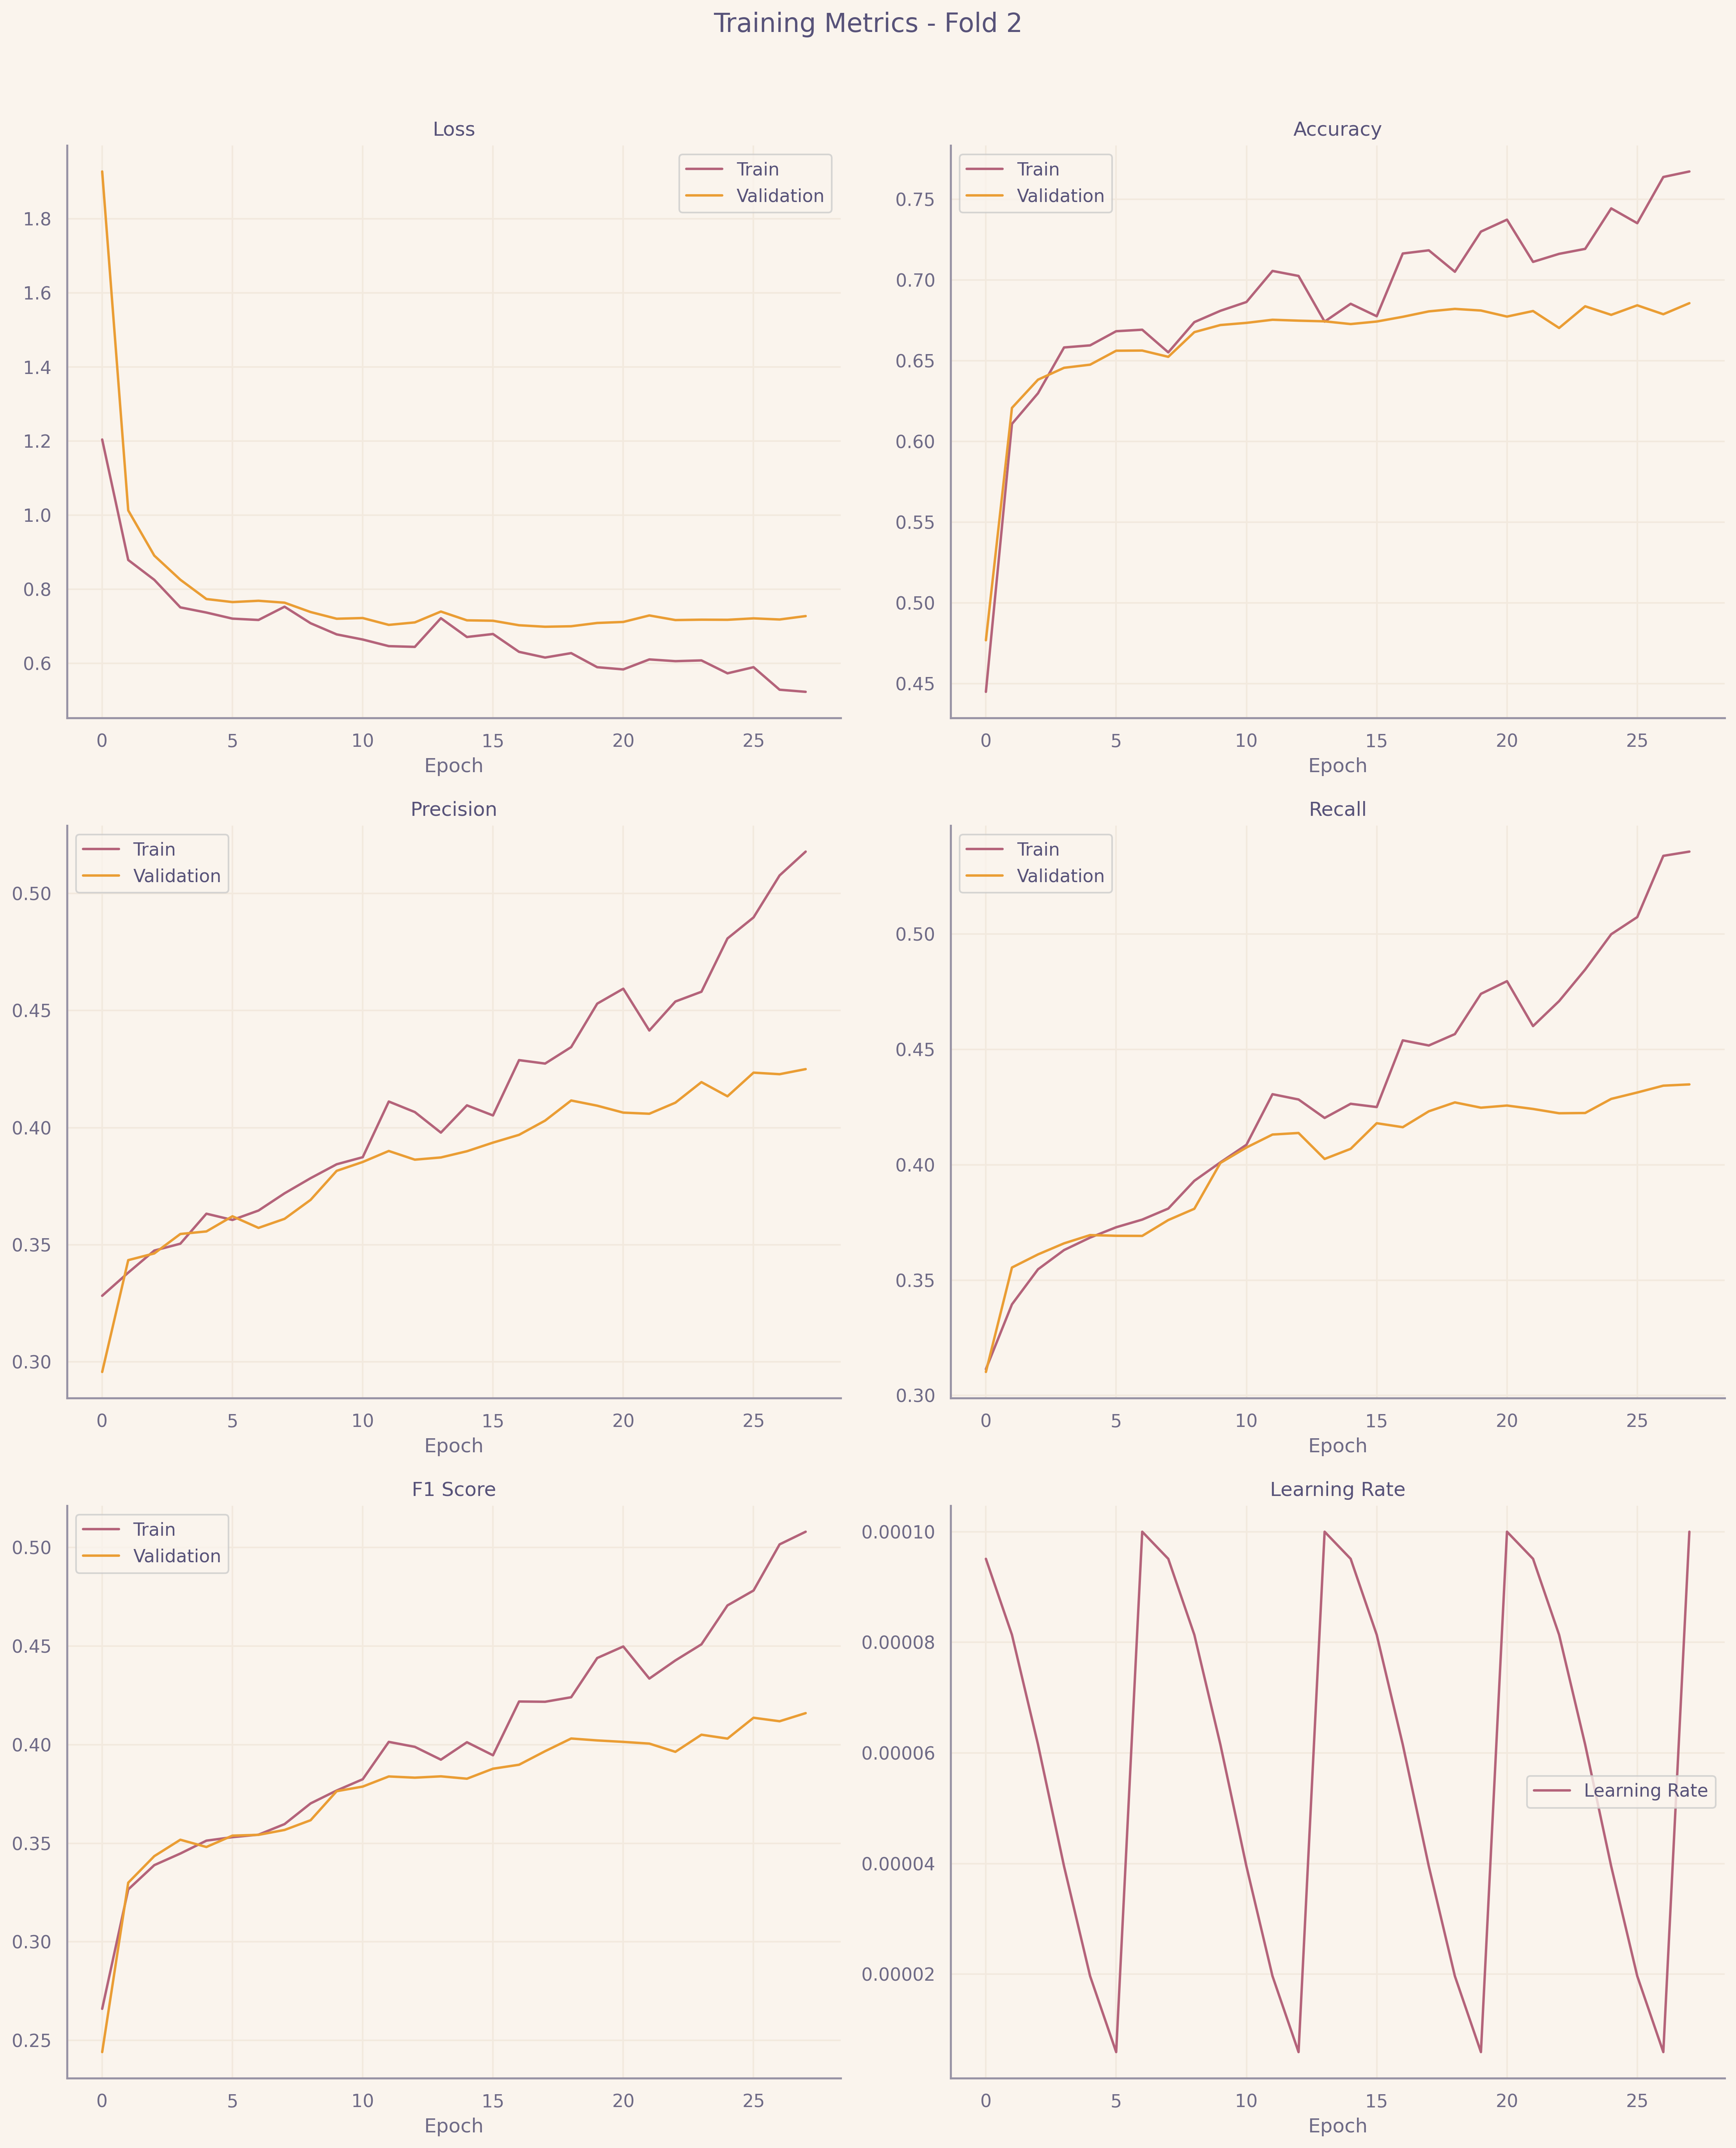 Training Metrics - Fold 2
Loss
Train
Validation
1.8
1.6
1.4
1.2
1.0
0.8
0.6
0 5 10 15 20 25
Epoch
Accuracy
Train
Validation
0.75
0.70
0.65
0.60
0.55
0.50
0.45
0 5 10 15 20 25
Epoch
Precision
Train
Validation
0.50
0.45
0.40
0.35
0.30
0 5 10 15 20 25
Epoch
Recall
Train
Validation
0.50
0.45
0.40
0.35
0.30
0 5 10 15 20 25
Epoch
F1 Score
Train
Validation
0.50
0.45
0.40
0.35
0.30
0.25
0 5 10 15 20 25
Epoch
Learning Rate
0.00010
0.00008
0.00006
Learning Rate
0.00004
0.00002
0 5 10 15 20 25
Epoch